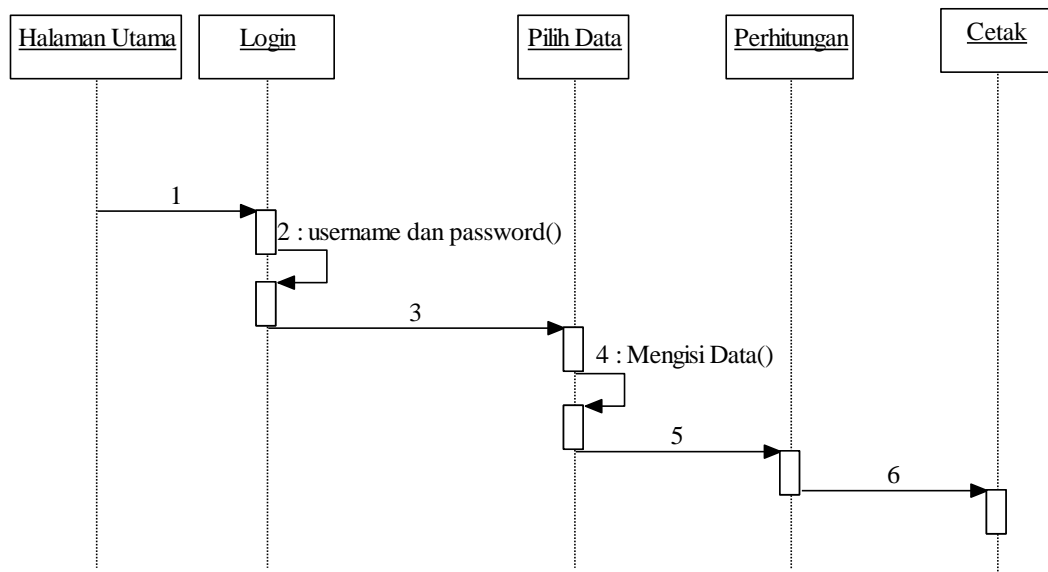 Halaman Utama
Login
Pilih Data
Perhitungan
Cetak
1
2 : username dan password()
3
4 : Mengisi Data()
5
6